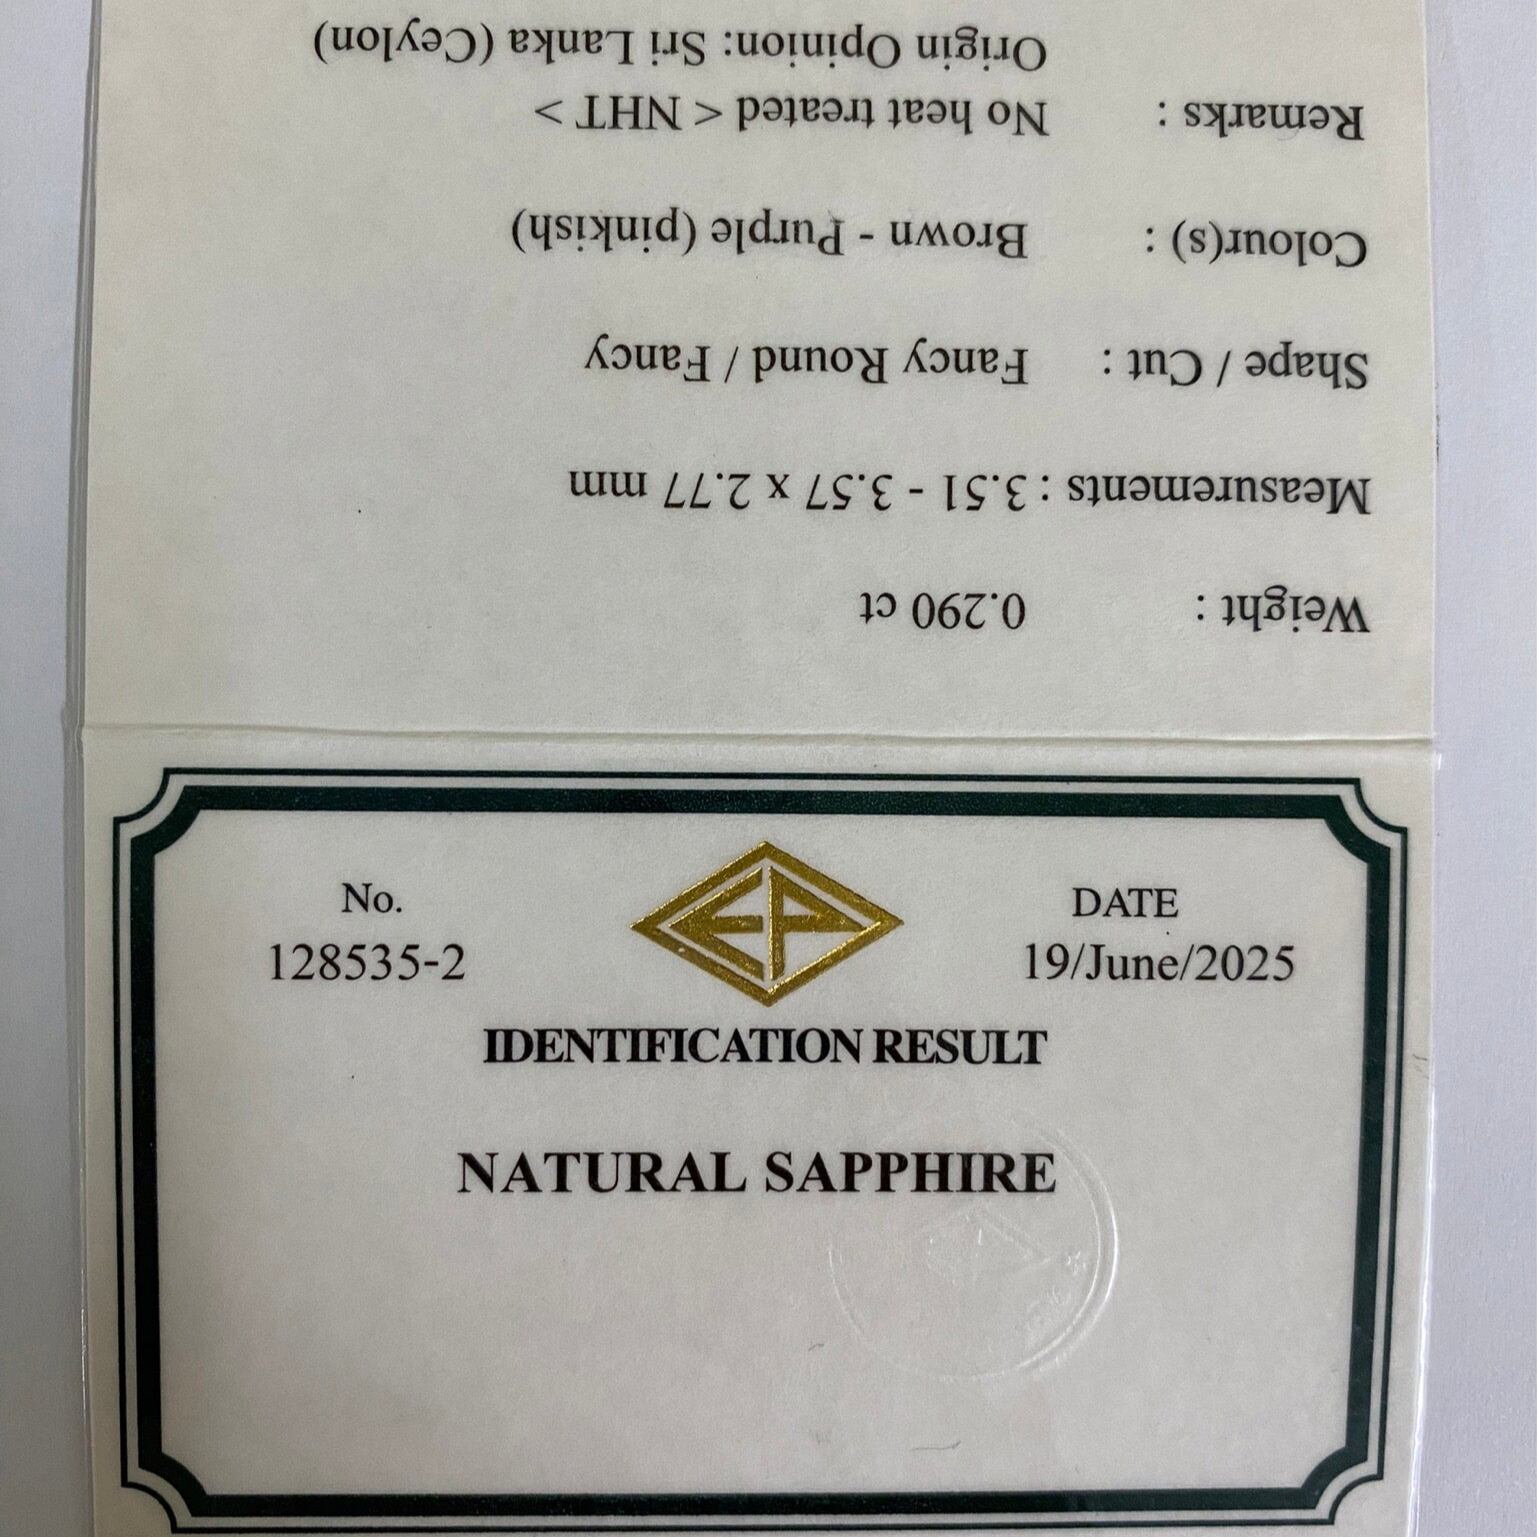 Weight : 0.290 ct
Measurements : 3.51 - 3.57 x 2.77 mm
Shape / Cut : Fancy Round / Fancy
Colour(s) : Brown - Purple (pinkish)
Remarks : No heat treated < NHT >
Origin Opinion: Sri Lanka (Ceylon)
No. DATE
128535-2 19/June/2025
EP
IDENTIFICATION RESULT
NATURAL SAPPHIRE